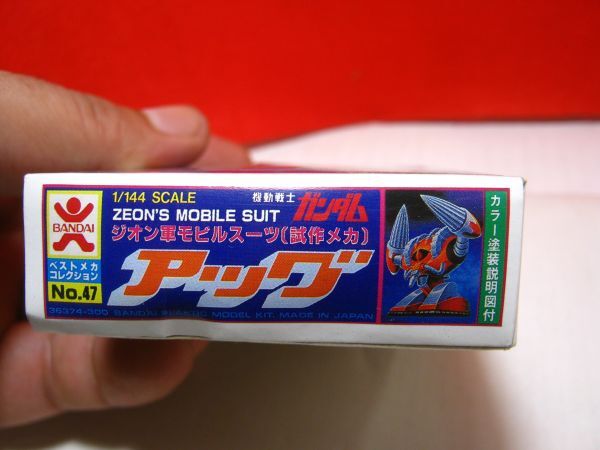 BANDAI
ベストメカ
コレクション
No.47
1/144 SCALE
機動戦士 ガンダム
ZEON'S MOBILE SUIT
ジオン軍モビルスーツ(試作メカ)
アッグ
36374-300 BANDAI PLAMO MODEL KIT. MADE IN JAPAN
カラー塗装説明図付